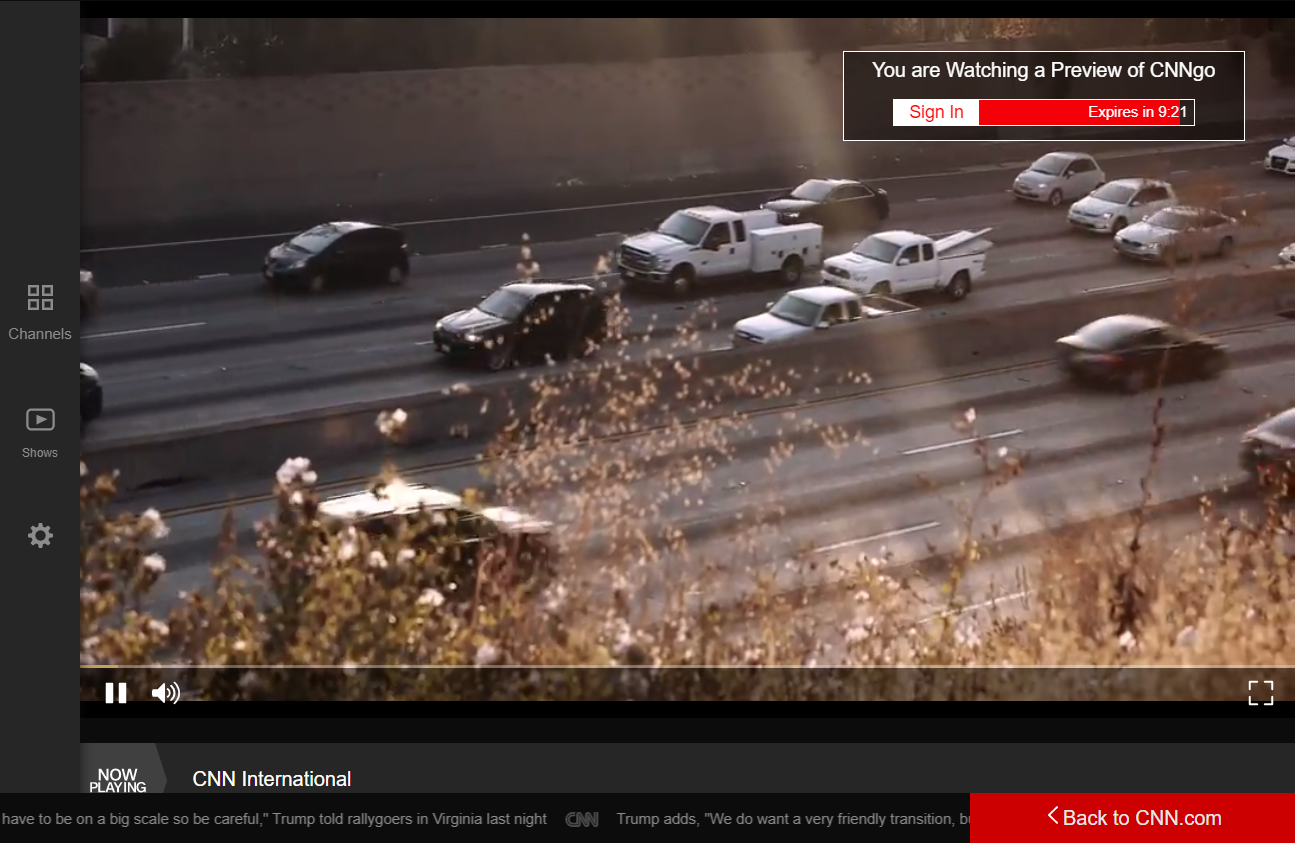 You are Watching a Preview of CNNgo
Sign In Expires in 9:21
Channels
Shows
NOW
PLAYING
CNN International
have to be on a big scale so be careful," Trump told rallygoers in Virginia last night CNN Trump adds, "We do want a very friendly transition, b
Back to CNN.com